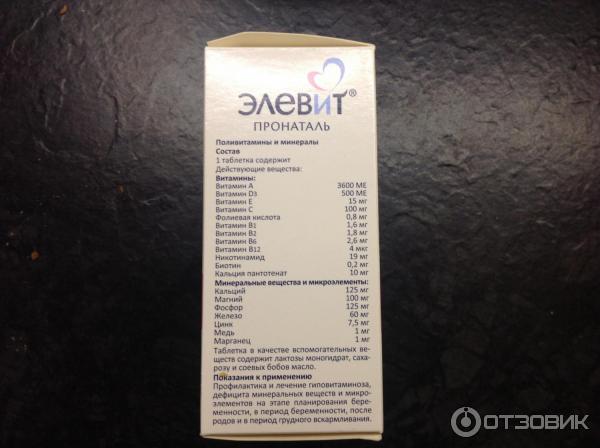 ЭЛЕВИТ®
ПРОНАТАЛЬ
Поливитамины и минералы
Состав
1 таблетка содержит
Действующие вещества:
Витамины:
Витамин А 3600 МЕ
Витамин D3 500 МЕ
Витамин Е 15 мг
Витамин С 100 мг
Фолиевая кислота 0,8 мг
Витамин B1 1,6 мг
Витамин B2 1,8 мг
Витамин B6 2,6 мг
Витамин B12 4 мкг
Никотинамид 19 мг
Биотин 0,2 мг
Кальция пантотенат 10 мг
Минеральные вещества и микроэлементы:
Кальций 125 мг
Магний 100 мг
Фосфор 125 мг
Железо 60 мг
Цинк 7,5 мг
Медь 1 мг
Марганец 1 мг
Таблетка в качестве вспомогательных ве-
ществ содержит лактозы моногидрат, саха-
розу и соевых бобов масло.
Показания к применению
Профилактика и лечение гиповитаминоза,
дефицита минеральных веществ и микро-
элементов на этапе планирования бере-
менности, в период беременности, после
родов и в период грудного вскармливания.
ОТЗОВИК